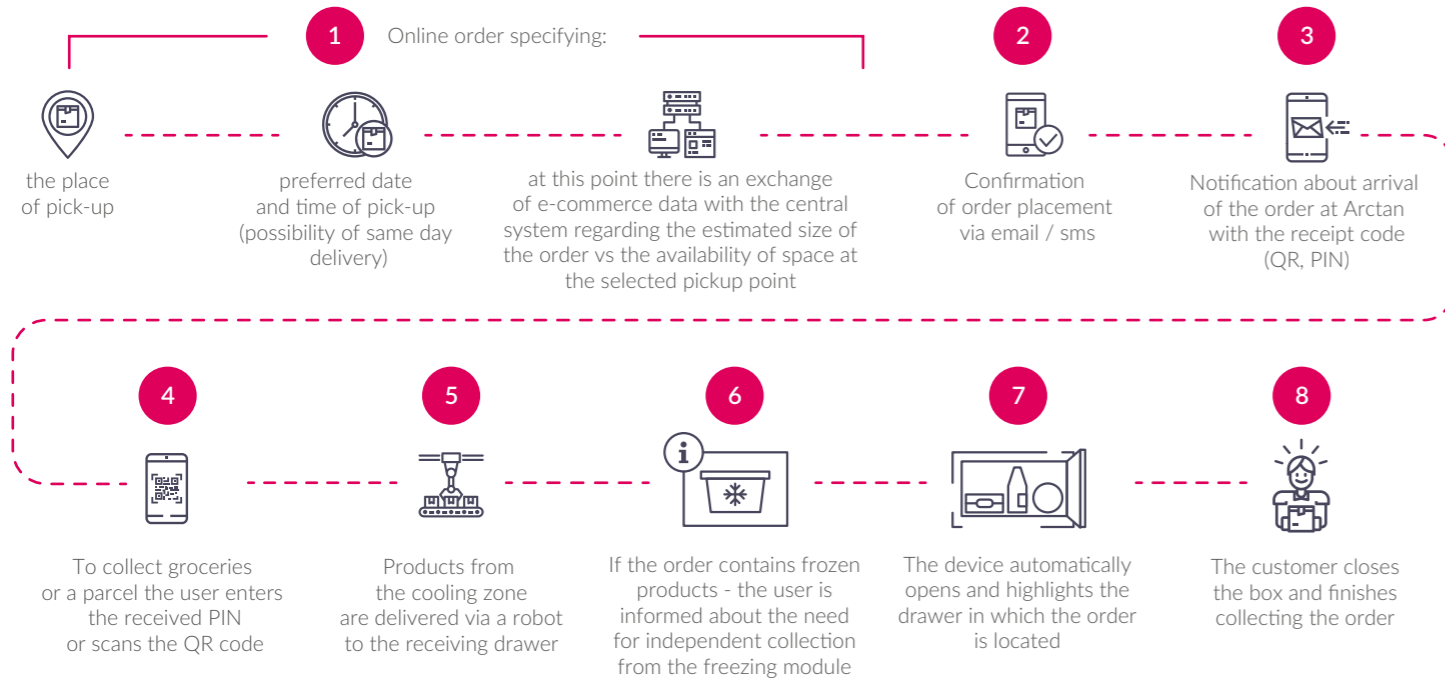 1
Online order specifying:
the place
of pick-up
preferred date
and time of pick-up
(possibility of same day
delivery)
at this point there is an exchange
of e-commerce data with the central
system regarding the estimated size of
the order vs the availability of space at
the selected pickup point
2
Confirmation
of order placement
via email / sms
3
Notification about arrival
of the order at Arctan
with the receipt code
(QR, PIN)
4
To collect groceries
or a parcel the user enters
the received PIN
or scans the QR code
5
Products from
the cooling zone
are delivered via a robot
to the receiving drawer
6
i
If the order contains frozen
products - the user is
informed about the need
for independent collection
from the freezing module
7
The device automatically
opens and highlights the
drawer in which the order
is located
8
The customer closes
the box and finishes
collecting the order